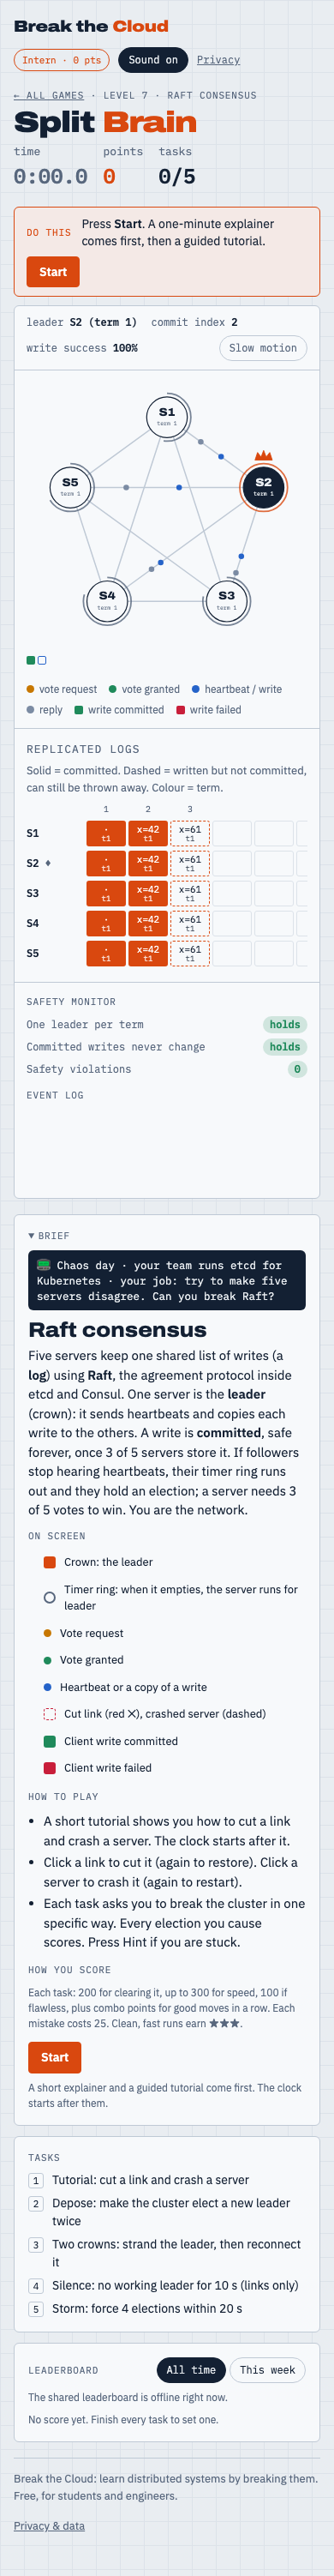 Break the Cloud
Intern · 0 pts
Sound on
Privacy
← ALL GAMES · LEVEL 7 · RAFT CONSENSUS
Split Brain
time points tasks
0:00.0 0 0/5
DO THIS
Press Start. A one-minute explainer
comes first, then a guided tutorial.
Start
leader S2 (term 1) commit index 2
write success 100%
Slow motion
S1
term 1
S5
term 1
S2
term 1
S4
term 1
S3
term 1
vote request
vote granted
heartbeat / write
reply
write committed
write failed
REPLICATED LOGS
Solid = committed. Dashed = written but not committed,
can still be thrown away. Colour = term.
1 2 3
S1 · t1 x=42 t1 x=61 t1
S2 ♦ · t1 x=42 t1 x=61 t1
S3 · t1 x=42 t1 x=61 t1
S4 · t1 x=42 t1 x=61 t1
S5 · t1 x=42 t1 x=61 t1
SAFETY MONITOR
One leader per term holds
Committed writes never change holds
Safety violations 0
EVENT LOG
▼ BRIEF
Chaos day · your team runs etcd for
Kubernetes · your job: try to make five
servers disagree. Can you break Raft?
Raft consensus
Five servers keep one shared list of writes (a
log) using Raft, the agreement protocol inside
etcd and Consul. One server is the leader
(crown): it sends heartbeats and copies each
write to the others. A write is committed, safe
forever, once 3 of 5 servers store it. If followers
stop hearing heartbeats, their timer ring runs
out and they hold an election; a server needs 3
of 5 votes to win. You are the network.
ON SCREEN
Crown: the leader
Timer ring: when it empties, the server runs for
leader
Vote request
Vote granted
Heartbeat or a copy of a write
Cut link (red ✕), crashed server (dashed)
Client write committed
Client write failed
HOW TO PLAY
• A short tutorial shows you how to cut a link
and crash a server. The clock starts after it.
• Click a link to cut it (again to restore). Click a
server to crash it (again to restart).
• Each task asks you to break the cluster in one
specific way. Every election you cause
scores. Press Hint if you are stuck.
HOW YOU SCORE
Each task: 200 for clearing it, up to 300 for speed, 100 if
flawless, plus combo points for good moves in a row. Each
mistake costs 25. Clean, fast runs earn ★★★.
Start
A short explainer and a guided tutorial come first. The clock
starts after them.
TASKS
1 Tutorial: cut a link and crash a server
2 Depose: make the cluster elect a new leader
twice
3 Two crowns: strand the leader, then reconnect
it
4 Silence: no working leader for 10 s (links only)
5 Storm: force 4 elections within 20 s
LEADERBOARD
All time
This week
The shared leaderboard is offline right now.
No score yet. Finish every task to set one.
Break the Cloud: learn distributed systems by breaking them.
Free, for students and engineers.
Privacy & data